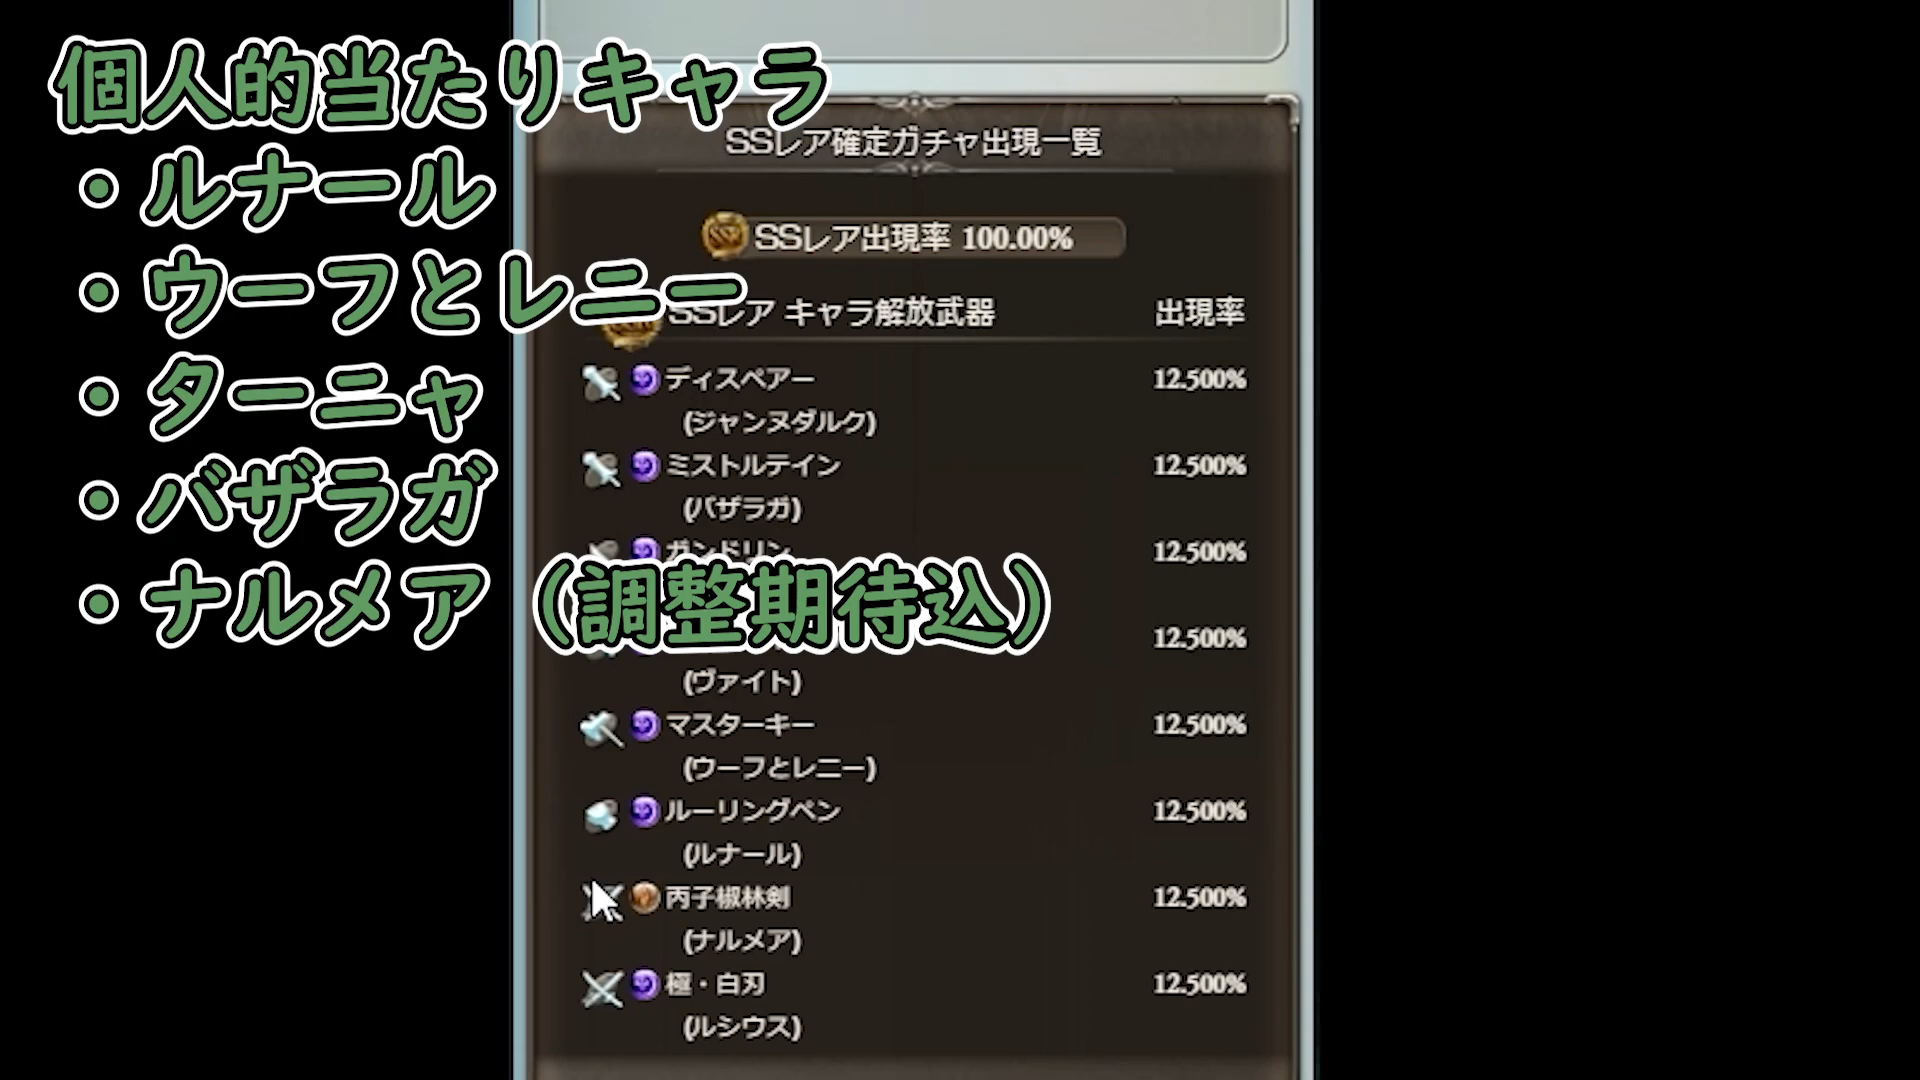 個人的当たりキャラ
・ルナール
・ウーフとレニー
・ターニャ
・バザラガ
・ナルメア（調整期待込）
SSレア確定ガチャ出現一覧
SSレア出現率 100.00%
SSレア キャラ解放武器 出現率
ディスペアー 12.500%
(ジャンヌダルク)
ミストルテイン 12.500%
(バザラガ)
ガンドリン 12.500%
12.500%
(ヴァイト)
マスターキー 12.500%
(ウーフとレニー)
ルーリングペン 12.500%
(ルナール)
丙子椒林剣 12.500%
(ナルメア)
極・白刃 12.500%
(ルシウス)